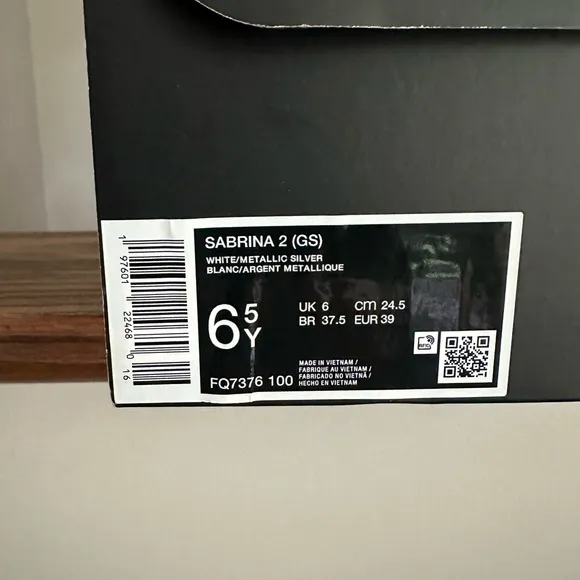 SABRINA 2 (GS)
WHITE/METALLIC SILVER
BLANC/ARGENT METALLIQUE
6 5Y
UK 6 cm 24.5
BR 37.5 EUR 39
FQ7376 100
MADE IN VIETNAM /
FABRIQUE AU VIETNAM /
FABRICADO NO VIETNÃ /
HECHO EN VIETNAM
1 97601 22468 0 16